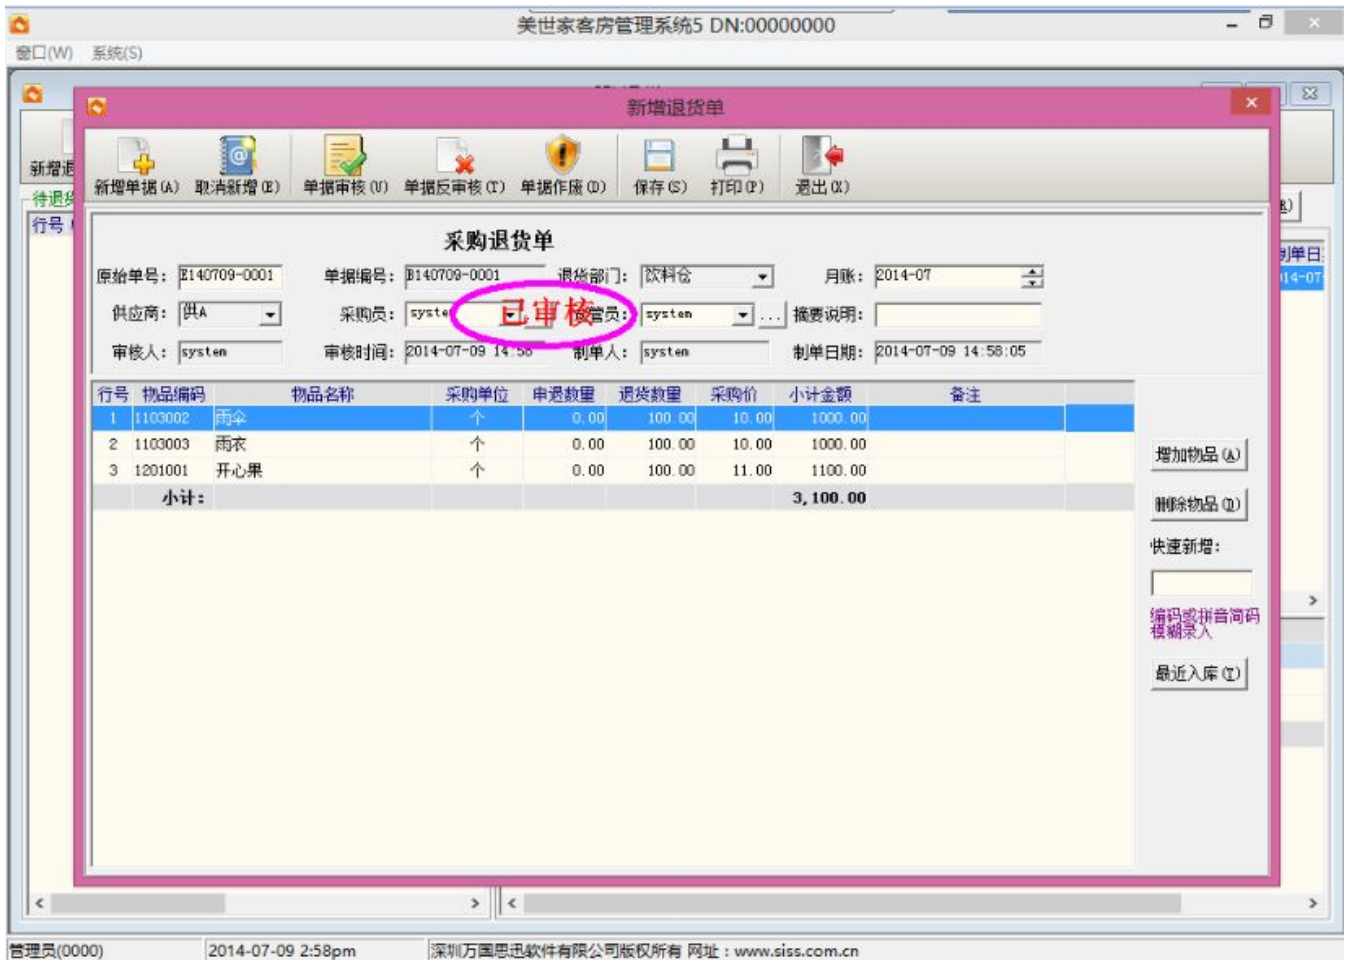 美世家客房管理系统5 DN:00000000
窗口(W) 系统(S)
新增退货单
新增单据(A) 取消新增(E) 单据审核(V) 单据反审核(T) 单据作废(D) 保存(S) 打印(P) 退出(X)
新增退
待退货
行号
制单日
采购退货单
原始单号: E140709-0001 单据编号: B140709-0001 退货部门: 饮料仓 月账: 2014-07
供应商: 供A 采购员: syste 已审核 管员: system ... 摘要说明:
审核人: system 审核时间: 2014-07-09 14:58 制单人: system 制单日期: 2014-07-09 14:58:05
行号 物品编码 物品名称 采购单位 申退数量 退货数量 采购价 小计金额 备注
1 1103002 雨伞 个 0.00 100.00 10.00 1000.00
2 1103003 雨衣 个 0.00 100.00 10.00 1000.00
3 1201001 开心果 个 0.00 100.00 11.00 1100.00
小计: 3,100.00
增加物品(A)
删除物品(D)
快速新增:
编码或拼音简码
模糊录入
最近入库(T)
管理员(0000) 2014-07-09 2:58pm 深圳万国思迅软件有限公司版权所有 网址：www.siss.com.cn